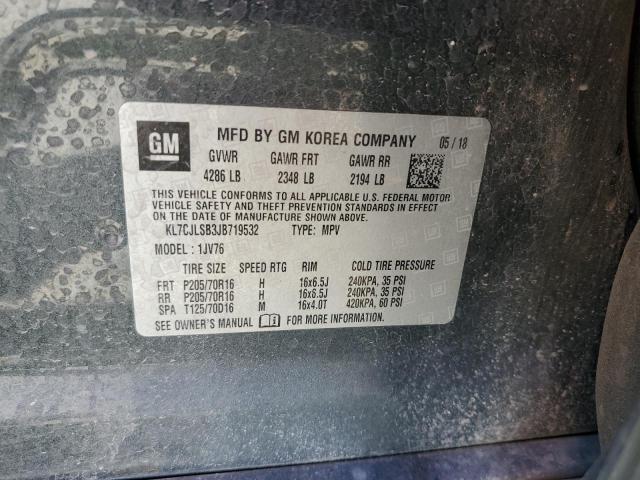 GM MFD BY GM KOREA COMPANY 05 / 18
GVWR GAWR FRT GAWR RR
4286 LB 2348 LB 2194 LB
THIS VEHICLE CONFORMS TO ALL APPLICABLE U.S. FEDERAL MOTOR
VEHICLE SAFETY AND THEFT PREVENTION STANDARDS IN EFFECT
ON THE DATE OF MANUFACTURE SHOWN ABOVE.
KL7CJLSB3JB719532 TYPE: MPV
MODEL : 1JV76
TIRE SIZE SPEED RTG RIM COLD TIRE PRESSURE
FRT P205/70R16 H 16x6.5J 240KPA, 35 PSI
RR P205/70R16 H 16x6.5J 240KPA, 35 PSI
SPA T125/70D16 M 16x4.0T 420KPA, 60 PSI
SEE OWNER'S MANUAL FOR MORE INFORMATION.